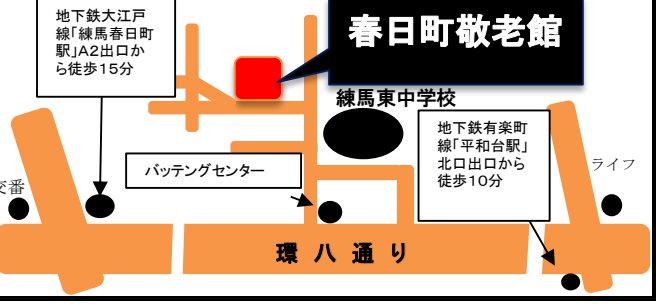 地下鉄大江戸
線「練馬春日町
駅」A2出口か
ら徒歩15分
春日町敬老館
練馬東中学校
地下鉄有楽町
線「平和台駅」
北口出口から
徒歩10分
バッテングセンター
ライフ
交番
環八通り